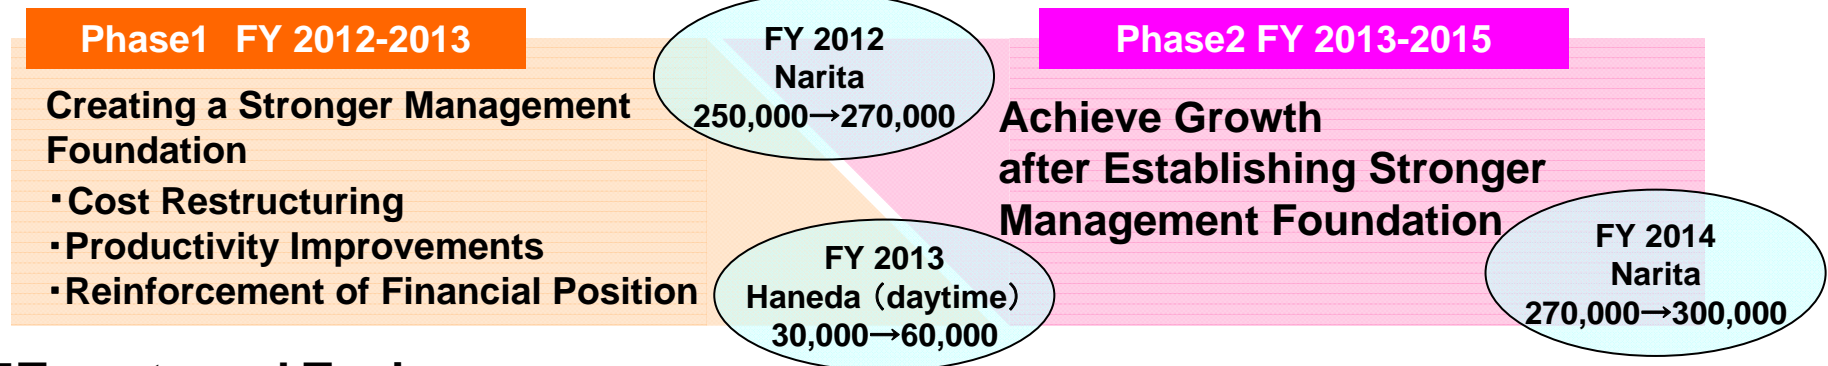 Phase1 FY 2012-2013
Creating a Stronger Management
Foundation
・Cost Restructuring
・Productivity Improvements
・Reinforcement of Financial Position
FY 2012
Narita
250,000→270,000
FY 2013
Haneda（daytime）
30,000→60,000
Phase2 FY 2013-2015
Achieve Growth
after Establishing Stronger
Management Foundation
FY 2014
Narita
270,000→300,000